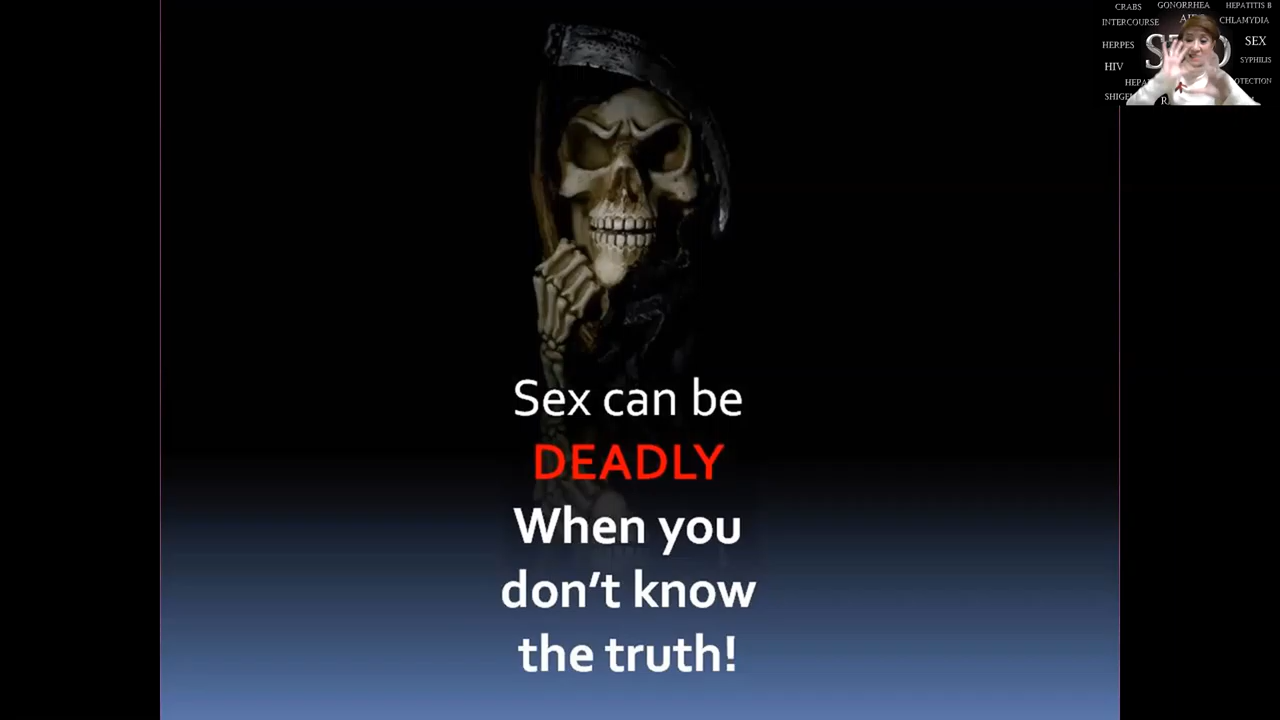 Sex can be
DEADLY
When you
don't know
the truth!
CRABS GONORRHEA HEPATITIS B
INTERCOURSE CHLAMYDIA
HERPES SEX
HIV SYPHILIS